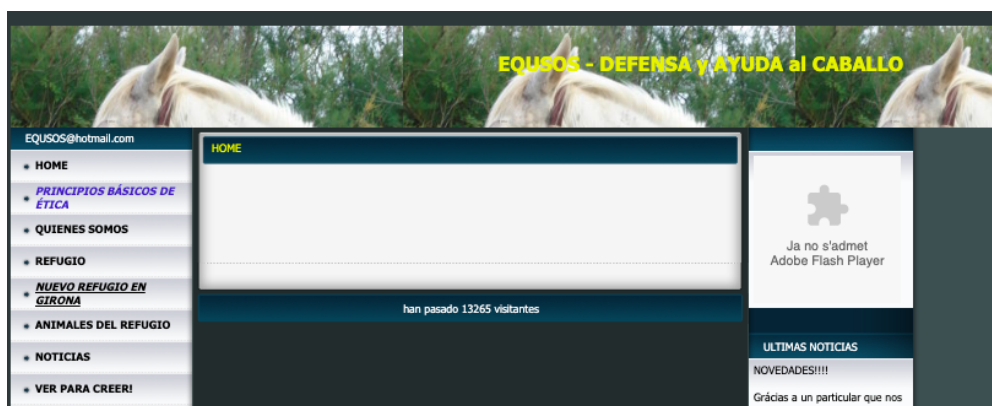 EQUSOS - DEFENSA y AYUDA al CABALLO
EQUSOS@hotmail.com
HOME
PRINCIPIOS BÁSICOS DE
ÉTICA
QUIENES SOMOS
REFUGIO
NUEVO REFUGIO EN
GIRONA
ANIMALES DEL REFUGIO
NOTICIAS
VER PARA CREER!
HOME
han pasado 13265 visitantes
Ja no s'admet
Adobe Flash Player
ULTIMAS NOTICIAS
NOVEDADES!!!!
Grácias a un particular que nos